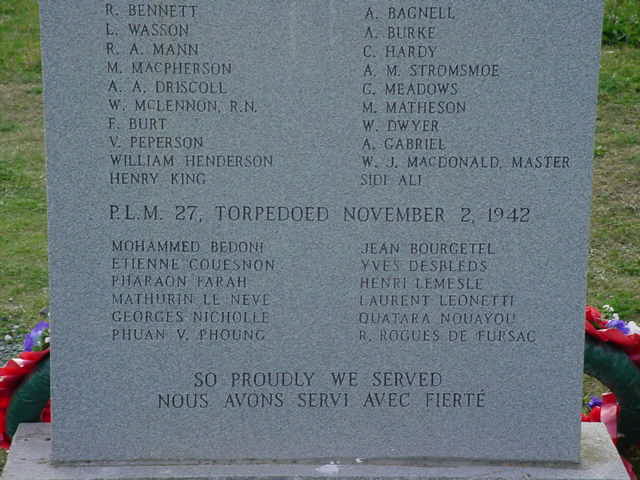 R. BENNETT
L. WASSON
R. A. MANN
M. MACPHERSON
A. A. DRISCOLL
W. MCLENNON, R.N.
F. BURT
V. PEPERSON
WILLIAM HENDERSON
HENRY KING
A. BAGNELL
A. BURKE
C. HARDY
A. M. STROMSMOE
G. MEADOWS
M. MATHESON
W. DWYER
A. GABRIEL
W. J. MACDONALD, MASTER
SIDI ALI
P.L.M. 27, TORPEDOED NOVEMBER 2, 1942
MOHAMMED BEDONI
ETIENNE COUESNON
PHARAON FARAH
MATHURIN LE NEVE
GEORGES NICHOLLE
PHUAN V. PHOUNG
JEAN BOURGETEL
YVES DESBLEDS
HENRI LEMESLE
LAURENT LEONETTI
QUATARA NOUAYOU
R. ROGUES DE FURSAC
SO PROUDLY WE SERVED
NOUS AVONS SERVI AVEC FIERTÉ